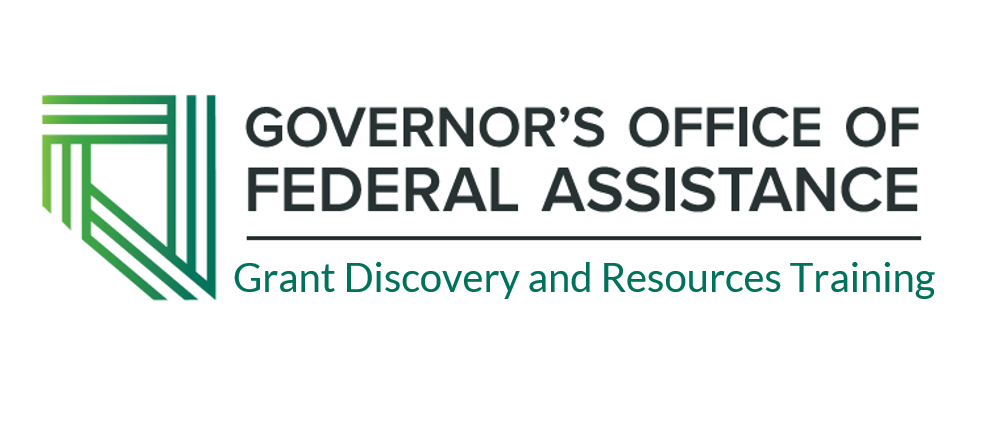 GOVERNOR'S OFFICE OF
FEDERAL ASSISTANCE
Grant Discovery and Resources Training